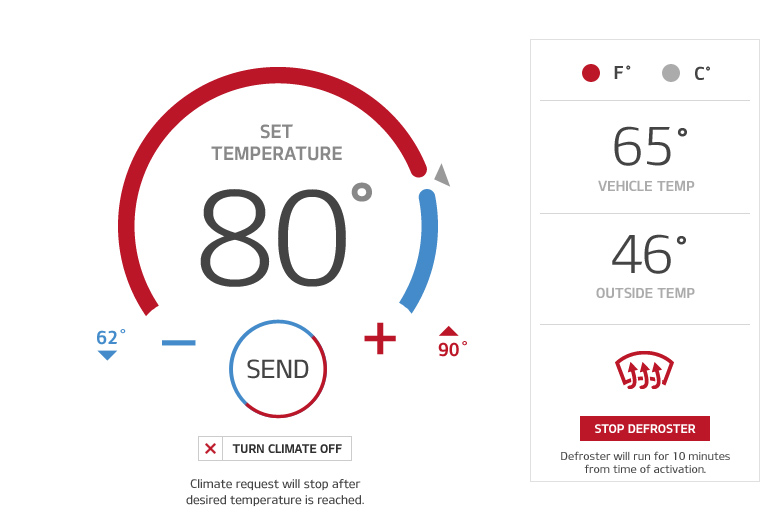 SET
TEMPERATURE
80°
62°
90°
SEND
TURN CLIMATE OFF
Climate request will stop after
desired temperature is reached.
F° C°
65°
VEHICLE TEMP
46°
OUTSIDE TEMP
STOP DEFROSTER
Defroster will run for 10 minutes
from time of activation.